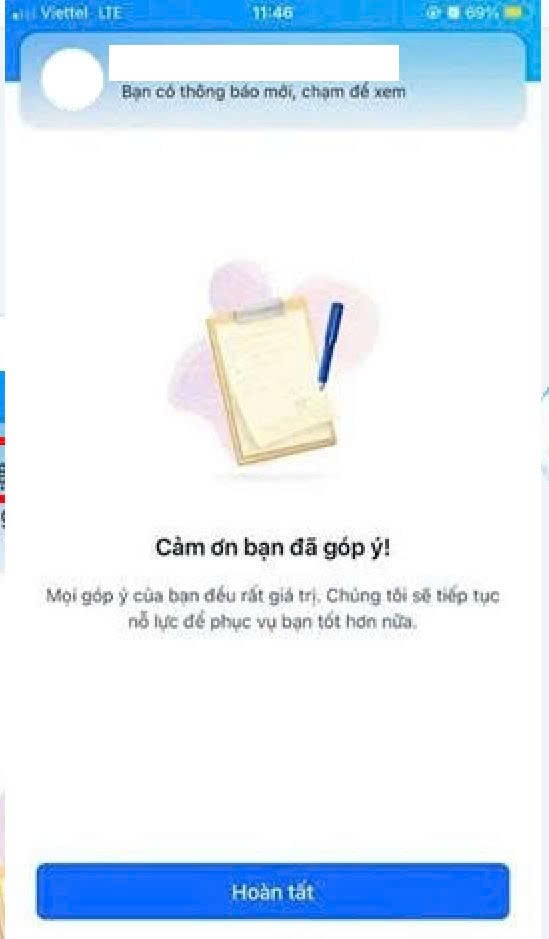 Viettel LTE 11:46 69%
Bạn có thông báo mới, chạm để xem
Cảm ơn bạn đã góp ý!
Mọi góp ý của bạn đều rất giá trị. Chúng tôi sẽ tiếp tục
nỗ lực để phục vụ bạn tốt hơn nữa.
Hoàn tất